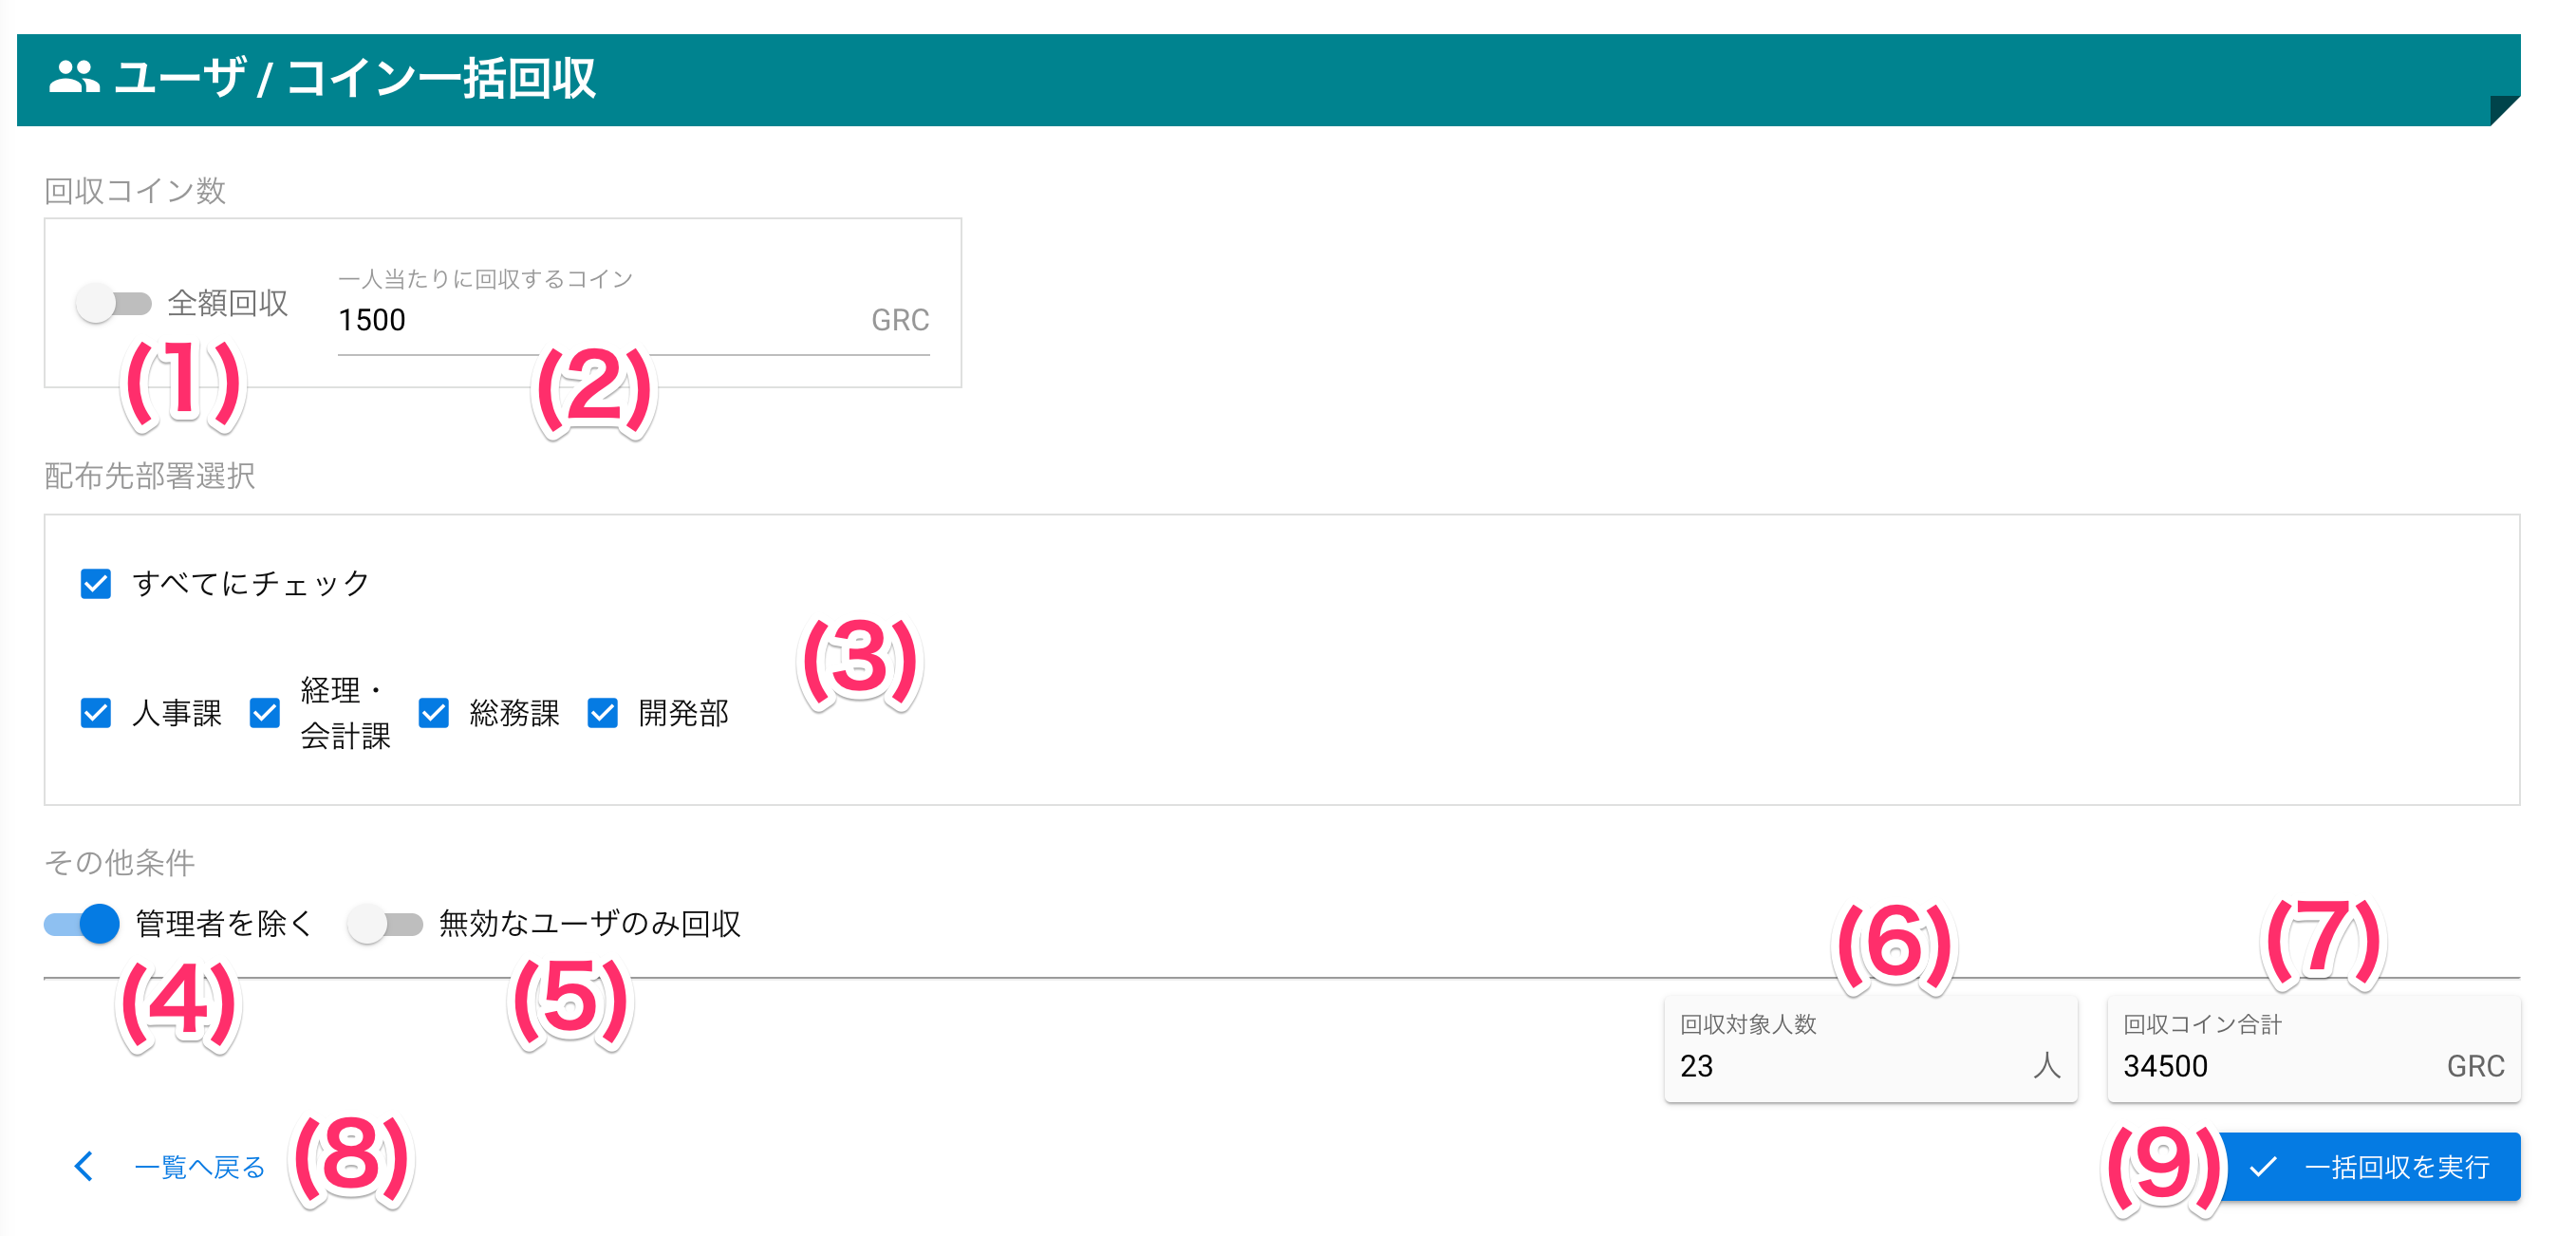 ユーザ / コイン一括回収
回収コイン数
全額回収
一人当たりに回収するコイン
1500 GRC
(1)
(2)
配布先部署選択
すべてにチェック
(3)
人事課
経理・
会計課
総務課
開発部
その他条件
管理者を除く
無効なユーザのみ回収
(4)
(5)
(6)
(7)
回収対象人数
23 人
回収コイン合計
34500 GRC
一覧へ戻る
(8)
(9)
一括回収を実行